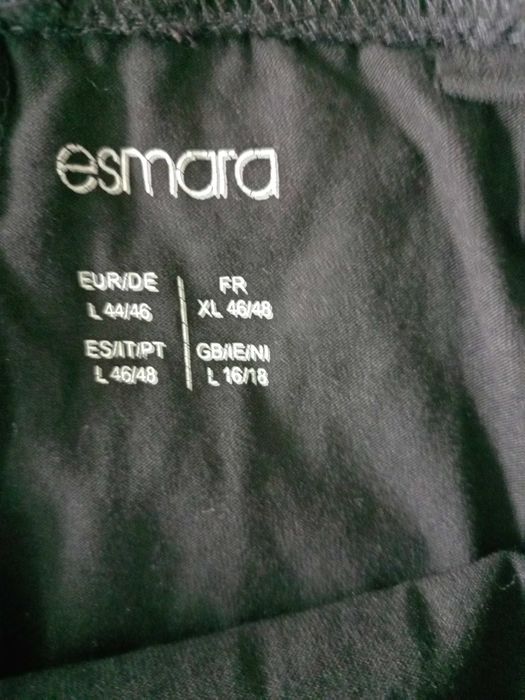 esmara
EUR/DE
L 44/46
FR
XL 46/48
ES/IT/PT
L 46/48
GB/IE/NI
L 16/18